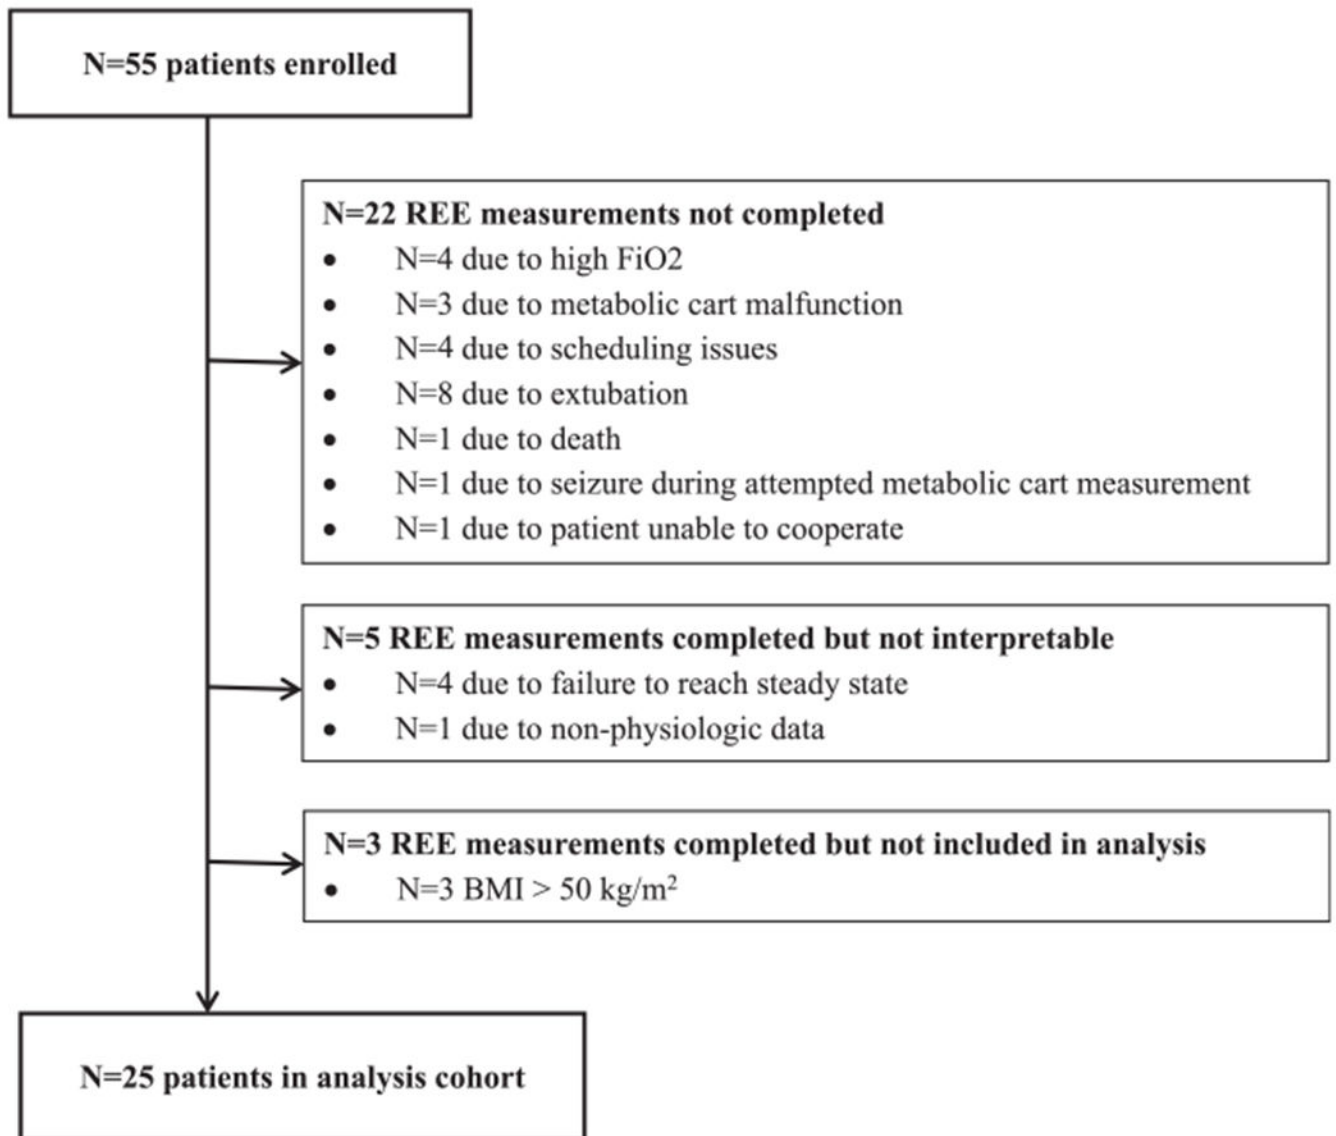 N=55 patients enrolled
N=22 REE measurements not completed
• N=4 due to high FiO2
• N=3 due to metabolic cart malfunction
• N=4 due to scheduling issues
• N=8 due to extubation
• N=1 due to death
• N=1 due to seizure during attempted metabolic cart measurement
• N=1 due to patient unable to cooperate
N=5 REE measurements completed but not interpretable
• N=4 due to failure to reach steady state
• N=1 due to non-physiologic data
N=3 REE measurements completed but not included in analysis
• N=3 BMI > 50 kg/m²
N=25 patients in analysis cohort